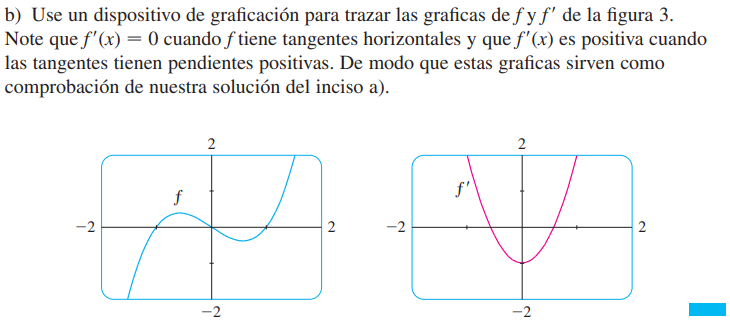 b) Use un dispositivo de graficación para trazar las graficas de f y f′ de la figura 3.
Note que f′(x) = 0 cuando f tiene tangentes horizontales y que f′(x) es positiva cuando
las tangentes tienen pendientes positivas. De modo que estas graficas sirven como
comprobación de nuestra solución del inciso a).
2
f
−2
2
−2
2
f′
−2
2
−2